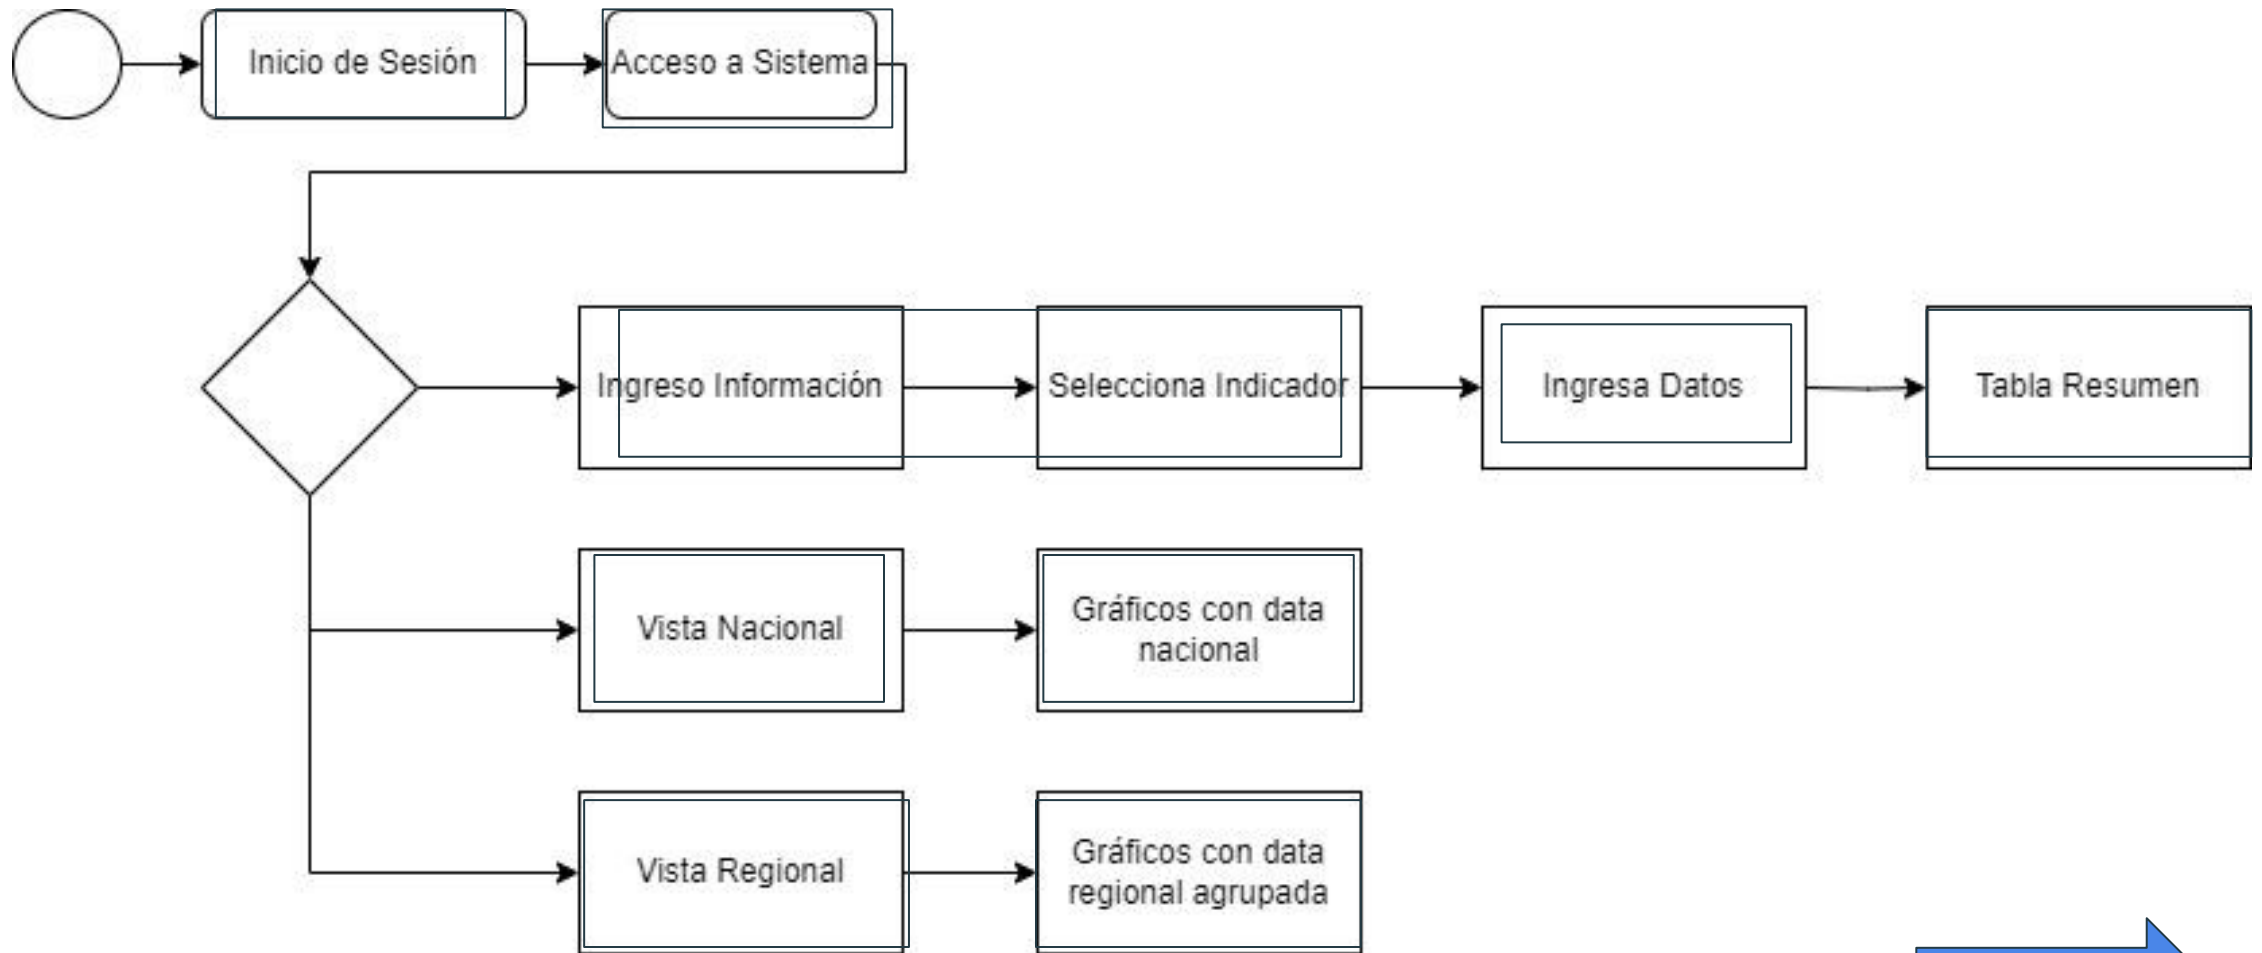 Inicio de Sesión
Acceso a Sistema
Ingreso Información
Selecciona Indicador
Ingresa Datos
Tabla Resumen
Vista Nacional
Gráficos con data
nacional
Vista Regional
Gráficos con data
regional agrupada